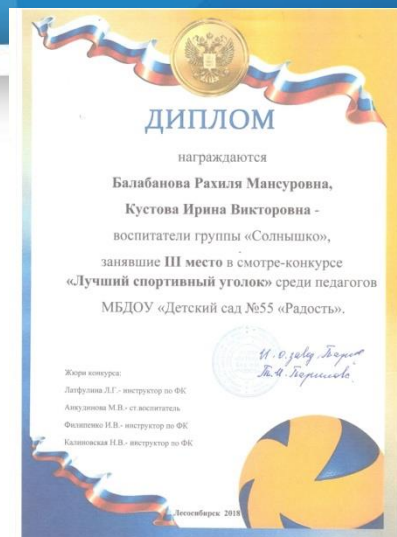 ДИПЛОМ
награждаются
Балабанова Рахиля Мансуровна,
Кустова Ирина Викторовна -
воспитатели группы «Солнышко»,
занявшие III место в смотре-конкурсе
«Лучший спортивный уголок» среди педагогов
МБДОУ «Детский сад №55 «Радость».
И. о. завед.
Жюри конкурса:
Латфулина Л.Г.- инструктор по ФК
Анкудинова М.В.- ст.воспитатель
Филипенко Н.В.- инструктор по ФК
Калиновская Н.В.- инструктор по ФК
Лесосибирск 2018